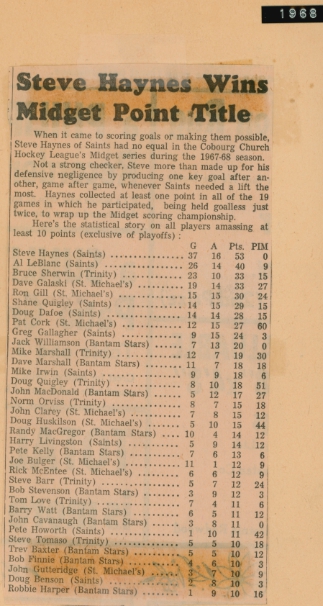 1968
Steve Haynes Wins
Midget Point Title
When it came to scoring goals or making them possible,
Steve Haynes of Saints had no equal in the Cobourg Church
Hockey League's Midget series during the 1967-68 season.
Not a strong checker, Steve more than made up for his
defensive negligence by producing one key goal after an-
other, game after game, whenever Saints needed a lift the
most. Haynes collected at least one point in all of the 19
games in which he participated, being held goalless just
twice, to wrap up the Midget scoring championship.
Here's the statistical story on all players amassing at
least 10 points (exclusive of playoffs) :
G A Pts. PIM
Steve Haynes (Saints) .................. 37 16 53 0
Al LeBlanc (Saints) .................. 26 14 40 9
Bruce Sherwin (Trinity) .................. 23 10 33 15
Dave Galaski (St. Michael's) .................. 19 14 33 27
Ron Gill (St. Michael's) .................. 15 15 30 24
Shane Quigley (Saints) .................. 14 15 29 15
Doug Dafoe (Saints) .................. 14 14 28 15
Pat Cork (St. Michael's) .................. 12 15 27 60
Greg Gallagher (Saints) .................. 9 15 24 3
Jack Williamson (Bantam Stars) .......... 7 13 20 0
Mike Marshall (Trinity) .................. 12 7 19 30
Dave Marshall (Bantam Stars) .......... 11 7 18 18
Mike Irwin (Saints) .................. 9 9 18 6
Doug Quigley (Trinity) .................. 8 10 18 51
John MacDonald (Bantam Stars) .......... 5 12 17 27
Norm Orviss (Trinity) .................. 8 7 15 18
John Clarey (St. Michael's) .............. 7 8 15 12
Doug Huskilson (St. Michael's) .......... 5 10 15 44
Randy MacGregor (Bantam Stars) ........ 10 4 14 12
Harry Livingston (Saints) .............. 5 9 14 12
Pete Kelly (Bantam Stars) .............. 7 6 13 6
Joe Bulger (St. Michael's) .............. 11 1 12 9
Rick McEntee (St. Michael's) .......... 6 6 12 9
Steve Barr (Trinity) .................. 5 7 12 24
Bob Stevenson (Bantam Stars) .......... 3 9 12 3
Tom Love (Trinity) .................. 7 4 11 6
Barry Watt (Bantam Stars) .............. 6 5 11 12
John Cavanaugh (Bantam Stars) .......... 3 8 11 0
Pete Howorth (Saints) .................. 1 10 11 42
Steve Tomaso (Trinity) .................. 5 5 10 18
Trev Baxter (Bantam Stars) .............. 5 5 10 12
Bob Finnie (Bantam Stars) .............. 4 6 10 3
John Gutteridge (St. Michael's) .......... 3 7 10 9
Doug Benson (Saints) .................. 2 8 10 3
Robbie Harper (Bantam Stars) .......... 1 9 10 16